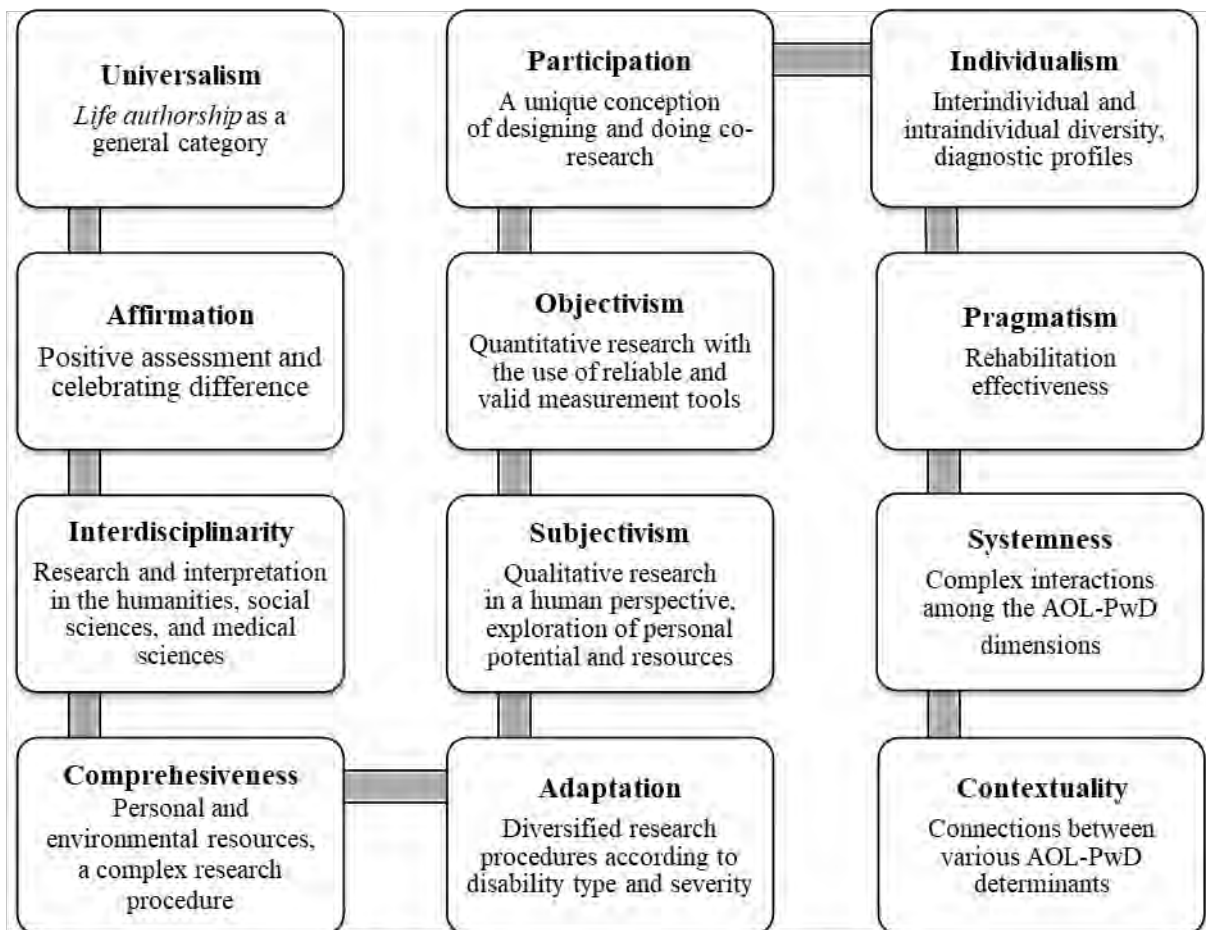 Universalism
Life authorship as a
general category
Affirmation
Positive assessment and
celebrating difference
Interdisciplinarity
Research and interpretation
in the humanities, social
sciences, and medical
sciences
Comprehesiveness
Personal and
environmental resources,
a complex research
procedure
Adaptation
Diversified research
procedures according to
disability type and severity
Subjectivism
Qualitative research
in a human perspective,
exploration of personal
potential and resources
Objectivism
Quantitative research with
the use of reliable and
valid measurement tools
Participation
A unique conception
of designing and doing co-
research
Individualism
Interindividual and
intraindividual diversity,
diagnostic profiles
Pragmatism
Rehabilitation
effectiveness
Systemness
Complex interactions
among the AOL-PwD
dimensions
Contextuality
Connections between
various AOL-PwD
determinants